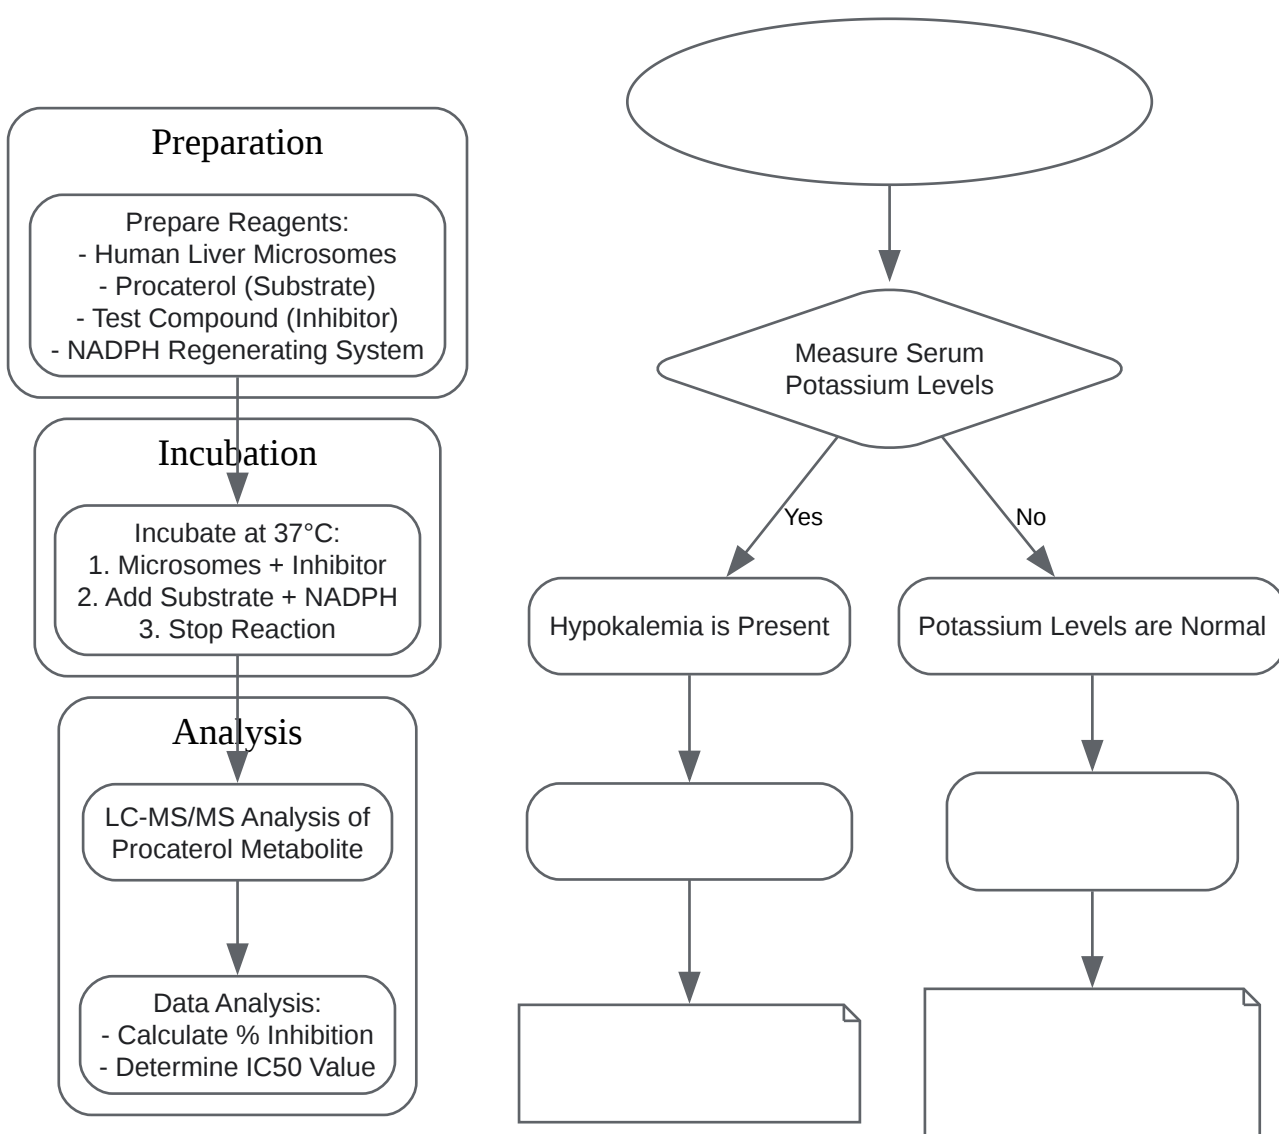 Preparation
Prepare Reagents:
- Human Liver Microsomes
- Procaterol (Substrate)
- Test Compound (Inhibitor)
- NADPH Regenerating System
Incubation
Incubate at 37°C:
1. Microsomes + Inhibitor
2. Add Substrate + NADPH
3. Stop Reaction
Analysis
LC-MS/MS Analysis of
Procaterol Metabolite
Data Analysis:
- Calculate % Inhibition
- Determine IC50 Value
Measure Serum
Potassium Levels
Yes
No
Hypokalemia is Present
Potassium Levels are Normal